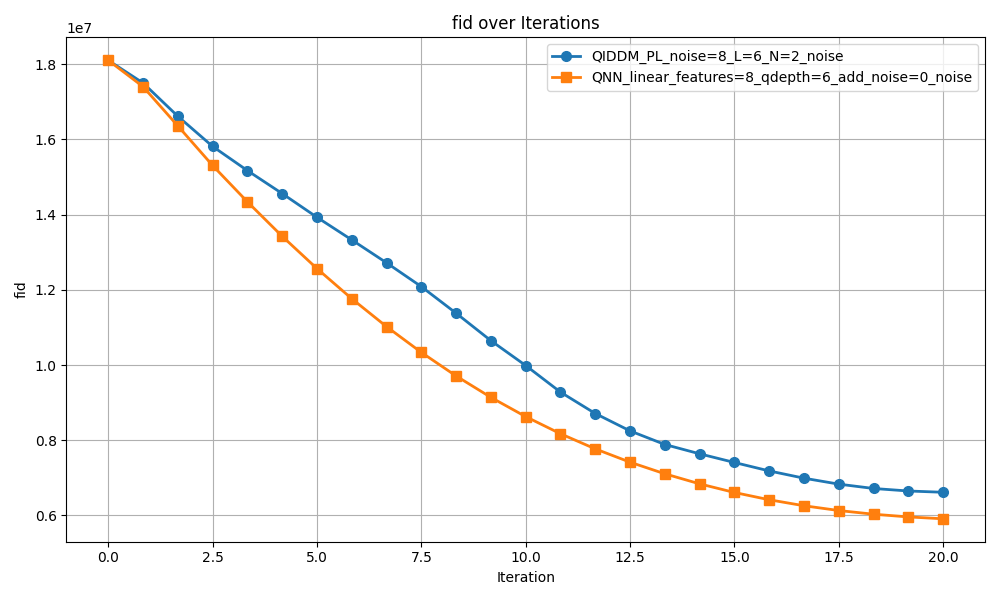 fid over Iterations
1e7
QIDDM_PL_noise=8_L=6_N=2_noise
QNN_linear_features=8_qdepth=6_add_noise=0_noise
1.8
1.6
1.4
1.2
1.0
0.8
0.6
fid
0.0 2.5 5.0 7.5 10.0 12.5 15.0 17.5 20.0
Iteration